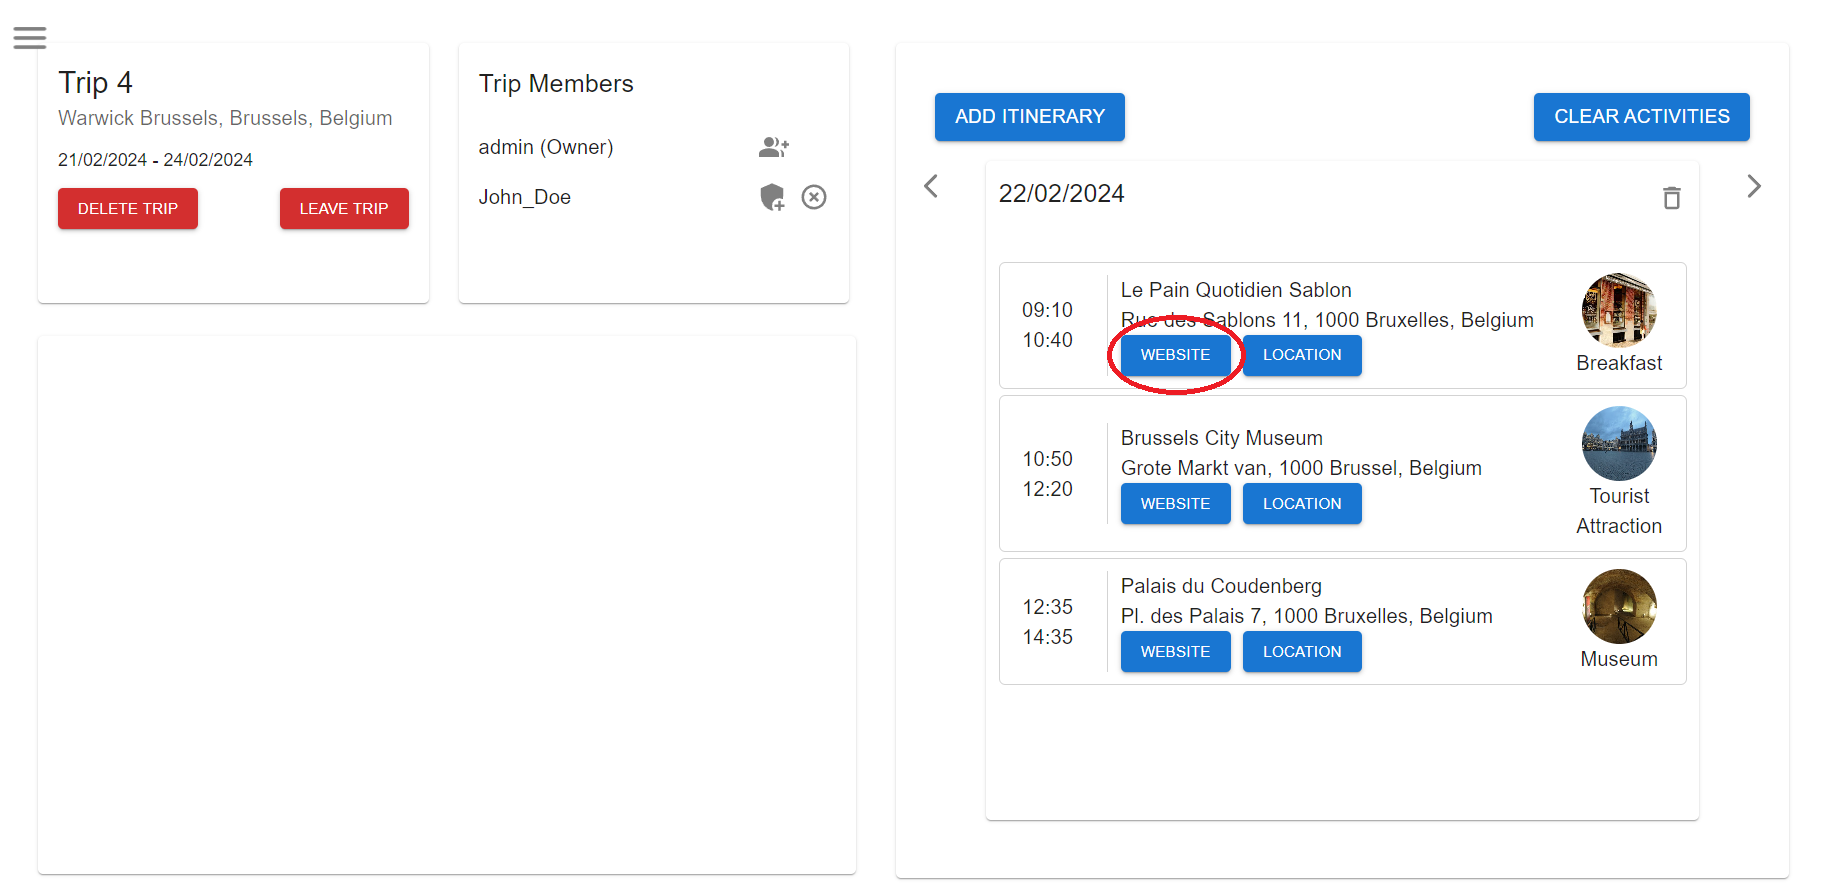 Trip 4
Warwick Brussels, Brussels, Belgium
21/02/2024 - 24/02/2024
DELETE TRIP
LEAVE TRIP
Trip Members
admin (Owner)
John_Doe
ADD ITINERARY
CLEAR ACTIVITIES
22/02/2024
09:10
10:40
Le Pain Quotidien Sablon
Rue des Sablons 11, 1000 Bruxelles, Belgium
WEBSITE
LOCATION
Breakfast
10:50
12:20
Brussels City Museum
Grote Markt van, 1000 Brussel, Belgium
WEBSITE
LOCATION
Tourist
Attraction
12:35
14:35
Palais du Coudenberg
Pl. des Palais 7, 1000 Bruxelles, Belgium
WEBSITE
LOCATION
Museum